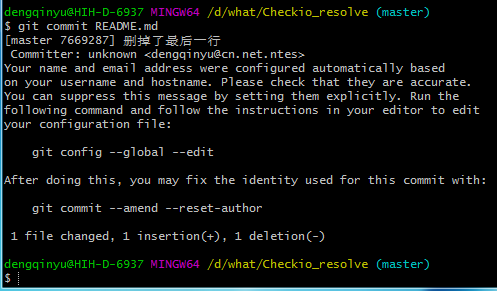 dengqinyu@HIH-D-6937 MINGW64 /d/what/Checkio_resolve (master)
$ git commit README.md
[master 7669287] 删掉了最后一行
 Committer: unknown <dengqinyu@cn.net.ntes>
Your name and email address were configured automatically based
on your username and hostname. Please check that they are accurate.
You can suppress this message by setting them explicitly. Run the
following command and follow the instructions in your editor to edit
your configuration file:

    git config --global --edit

After doing this, you may fix the identity used for this commit with:

    git commit --amend --reset-author

 1 file changed, 1 insertion(+), 1 deletion(-)

dengqinyu@HIH-D-6937 MINGW64 /d/what/Checkio_resolve (master)
$